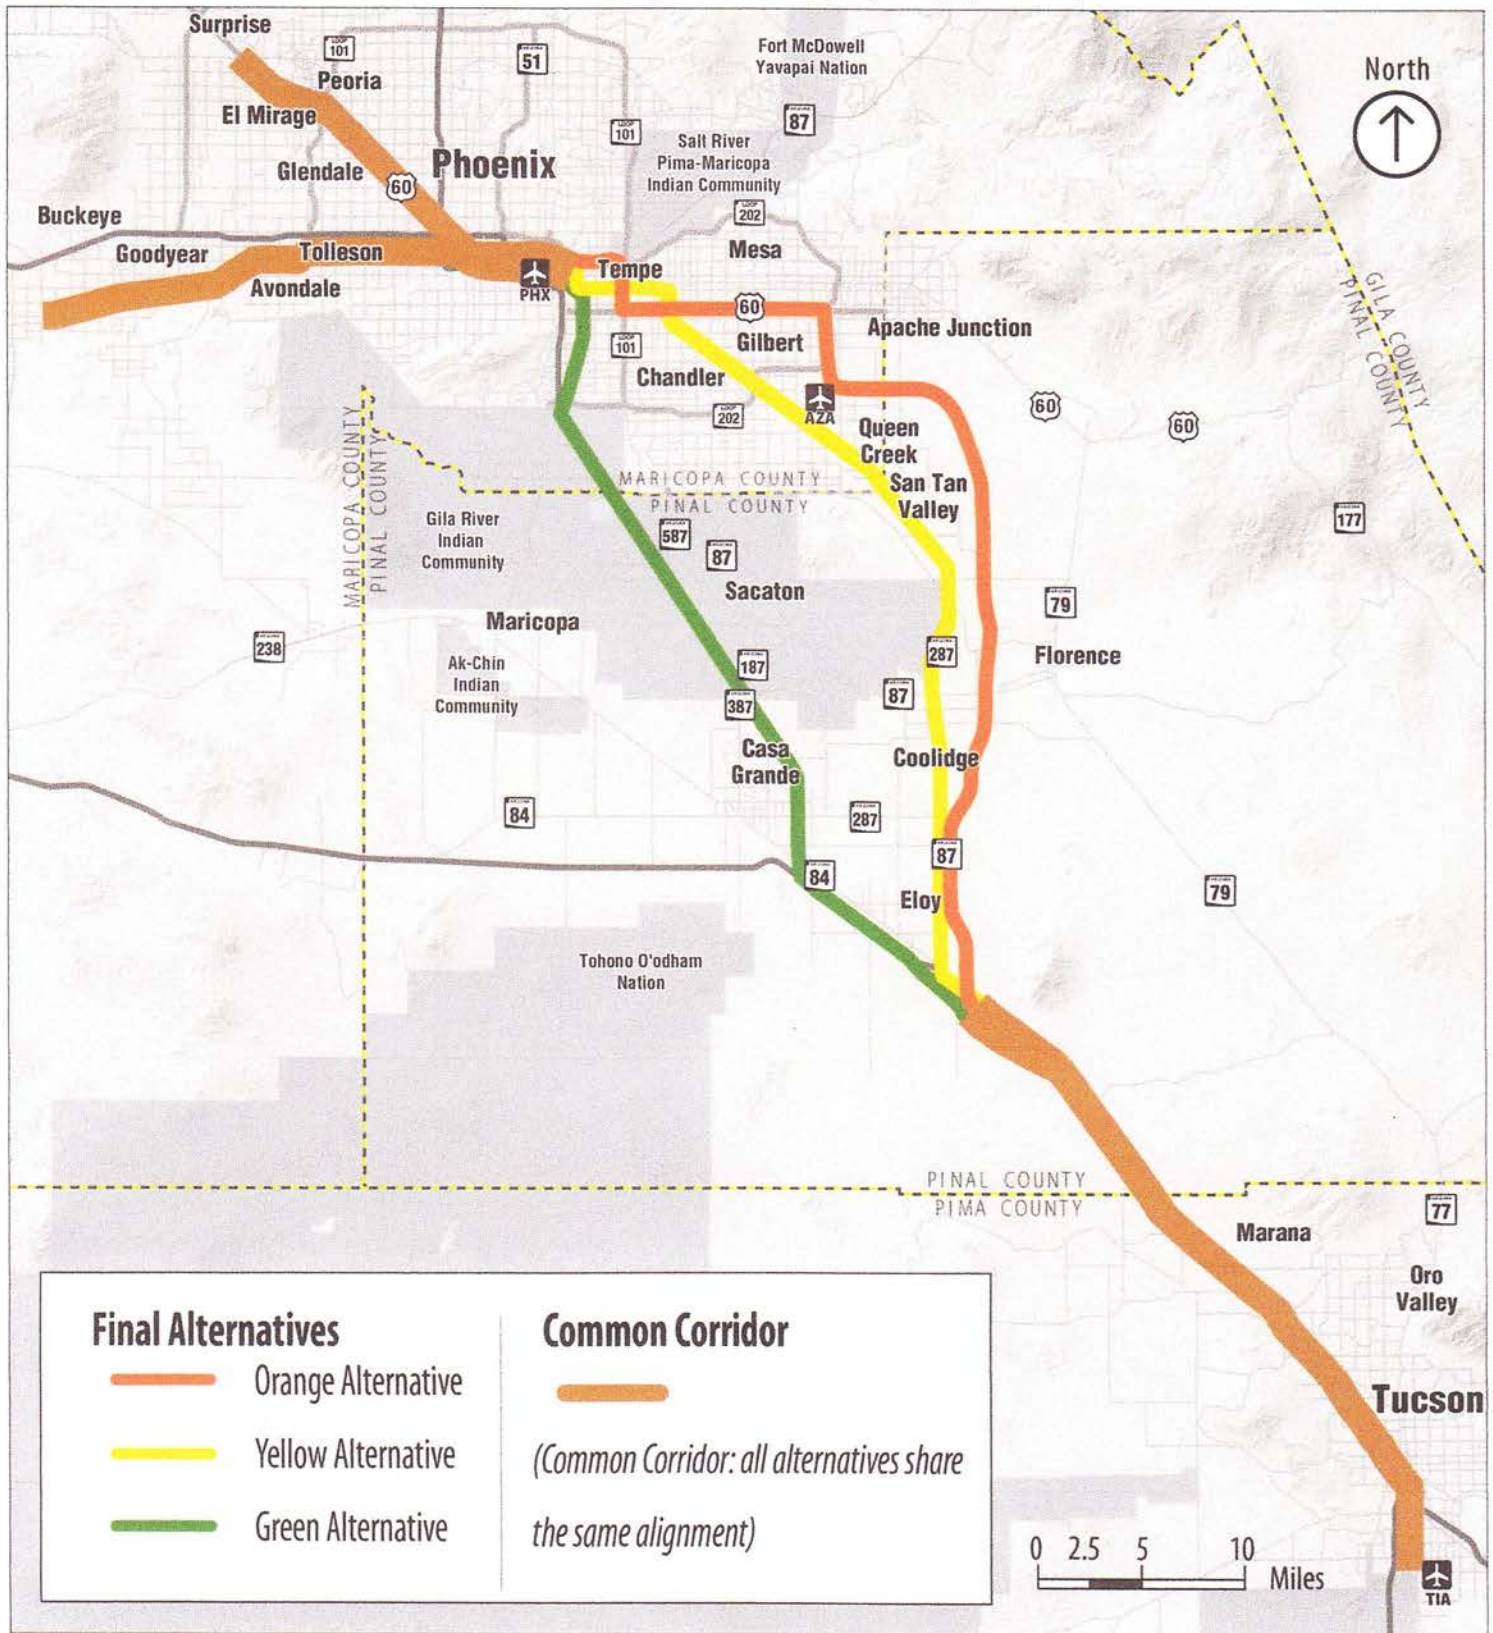 Surprise
LOOP
101
Peoria
ARIZONA
51
Fort McDowell
Yavapai Nation
North
El Mirage
87
LOOP
101
Salt River
Pima-Maricopa
Indian Community
Phoenix
Glendale
60
Buckeye
LOOP
202
Goodyear
Tolleson
Mesa
Avondale
PHX
Tempe
60
GILA COUNTY
PINAL COUNTY
Apache Junction
LOOP
101
Gilbert
Chandler
AZA
LOOP
202
60
60
Queen
Creek
MARICOPA COUNTY
PINAL COUNTY
MARICOPA COUNTY
PINAL COUNTY
San Tan
Valley
Gila River
Indian
Community
587
87
177
Sacaton
79
Maricopa
238
287
Florence
Ak-Chin
Indian
Community
187
387
87
Casa
Grande
Coolidge
84
287
87
84
79
Eloy
Tohono O'odham
Nation
PINAL COUNTY
PIMA COUNTY
77
Marana
Oro
Valley
Tucson
TIA
Final Alternatives
Orange Alternative
Yellow Alternative
Green Alternative
Common Corridor
(Common Corridor: all alternatives share
the same alignment)
0 2.5 5 10
Miles